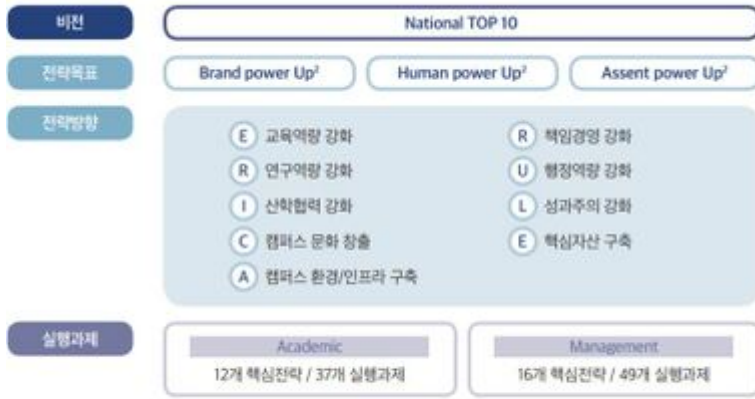 비전
National TOP 10
전략목표
Brand power Up²
Human power Up²
Assent power Up²
전략방향
E 교육역량 강화
R 연구역량 강화
I 산학협력 강화
C 캠퍼스 문화 창출
A 캠퍼스 환경/인프라 구축
R 책임경영 강화
U 행정역량 강화
L 성과주의 강화
E 핵심자산 구축
실행과제
Academic
12개 핵심전략 / 37개 실행과제
Management
16개 핵심전략 / 49개 실행과제